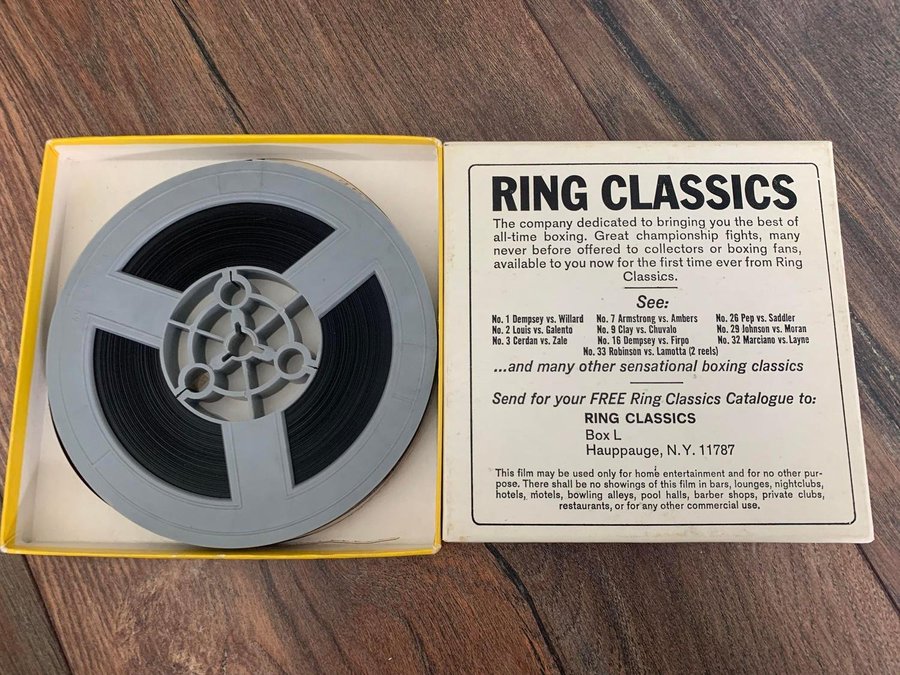 RING CLASSICS
The company dedicated to bringing you the best of
all-time boxing. Great championship fights, many
never before offered to collectors or boxing fans,
available to you now for the first time ever from Ring
Classics.
See:
No. 1 Dempsey vs. Willard No. 7 Armstrong vs. Ambers No. 26 Pep vs. Saddler
No. 2 Louis vs. Galento No. 9 Clay vs. Chuvalo No. 29 Johnson vs. Moran
No. 3 Cerdan vs. Zale No. 16 Dempsey vs. Firpo No. 32 Marciano vs. Layne
No. 33 Robinson vs. Lamotta (2 reels)
...and many other sensational boxing classics
Send for your FREE Ring Classics Catalogue to:
RING CLASSICS
Box L
Hauppauge, N.Y. 11787
This film may be used only for home entertainment and for no other pur-
pose. There shall be no showings of this film in bars, lounges, nightclubs,
hotels, motels, bowling alleys, pool halls, barber shops, private clubs,
restaurants, or for any other commercial use.